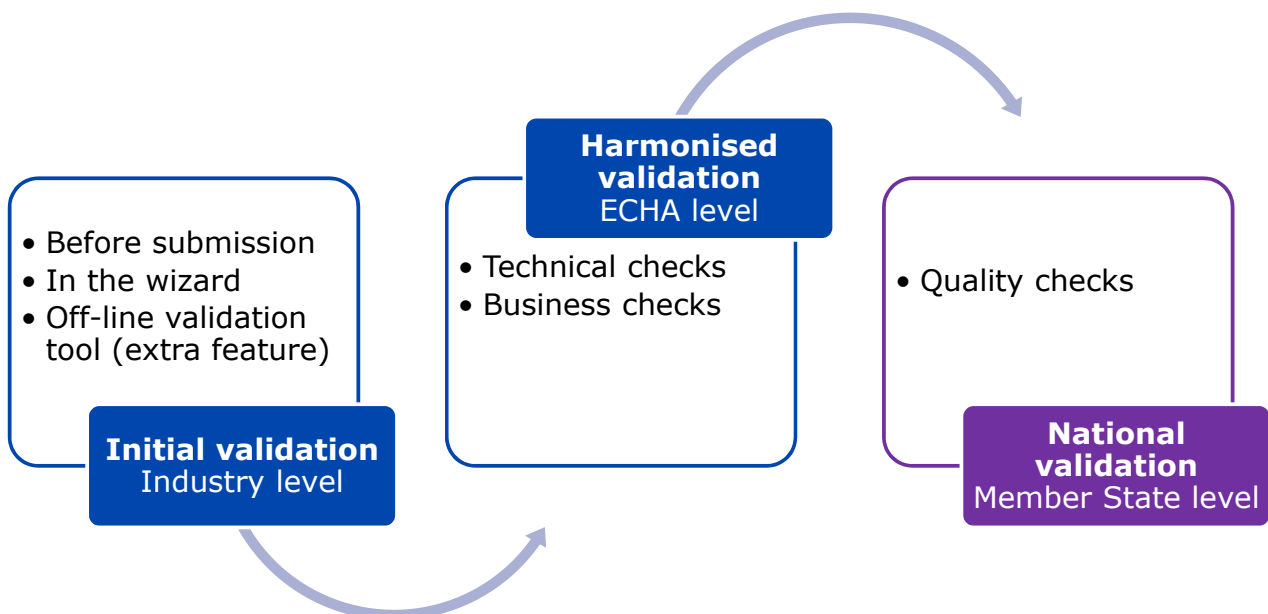 • Before submission
• In the wizard
• Off-line validation
tool (extra feature)
Initial validation
Industry level
Harmonised
validation
ECHA level
• Technical checks
• Business checks
• Quality checks
National
validation
Member State level